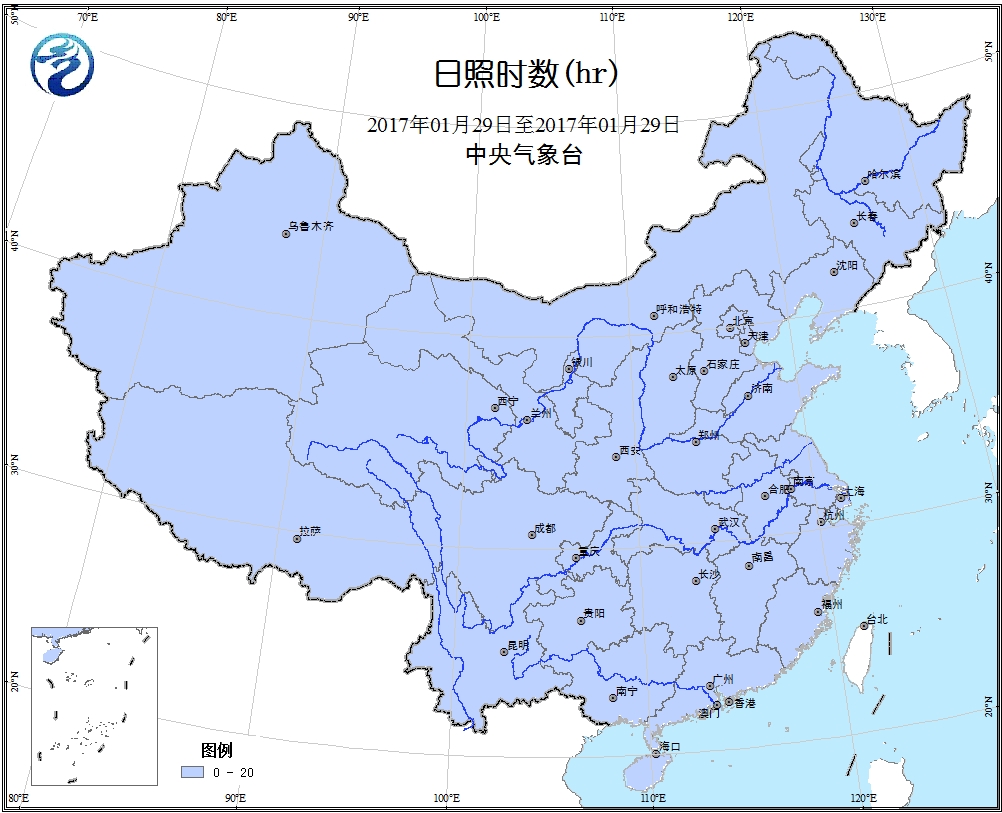 50°N
70°E
80°E
90°E
100°E
110°E
120°E
130°E
50°N
日照时数(hr)
2017年01月29日至2017年01月29日
中央气象台
哈尔滨
长春
乌鲁木齐
40°N
沈阳
40°N
呼和浩特
北京
天津
银川
石家庄
太原
济南
西宁
兰州
郑州
西安
30°N
南京
合肥
上海
30°N
杭州
武汉
成都
拉萨
重庆
南昌
长沙
福州
贵阳
台北
昆明
20°N
广州
南宁
香港
澳门
20°N
海口
图例
0 - 20
80°E
90°E
100°E
110°E
120°E